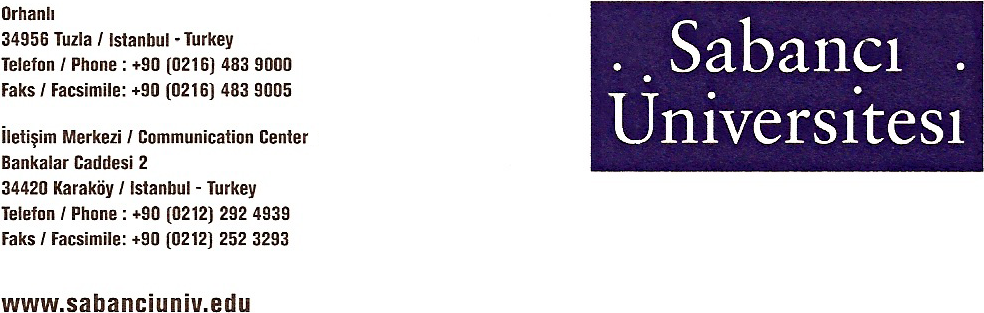 Orhanlı
34956 Tuzla / Istanbul - Turkey
Telefon / Phone : +90 (0216) 483 9000
Faks / Facsimile: +90 (0216) 483 9005
İletişim Merkezi / Communication Center
Bankalar Caddesi 2
34420 Karaköy / Istanbul - Turkey
Telefon / Phone : +90 (0212) 292 4939
Faks / Facsimile: +90 (0212) 252 3293
www.sabanciuniv.edu
Sabancı
Üniversitesi